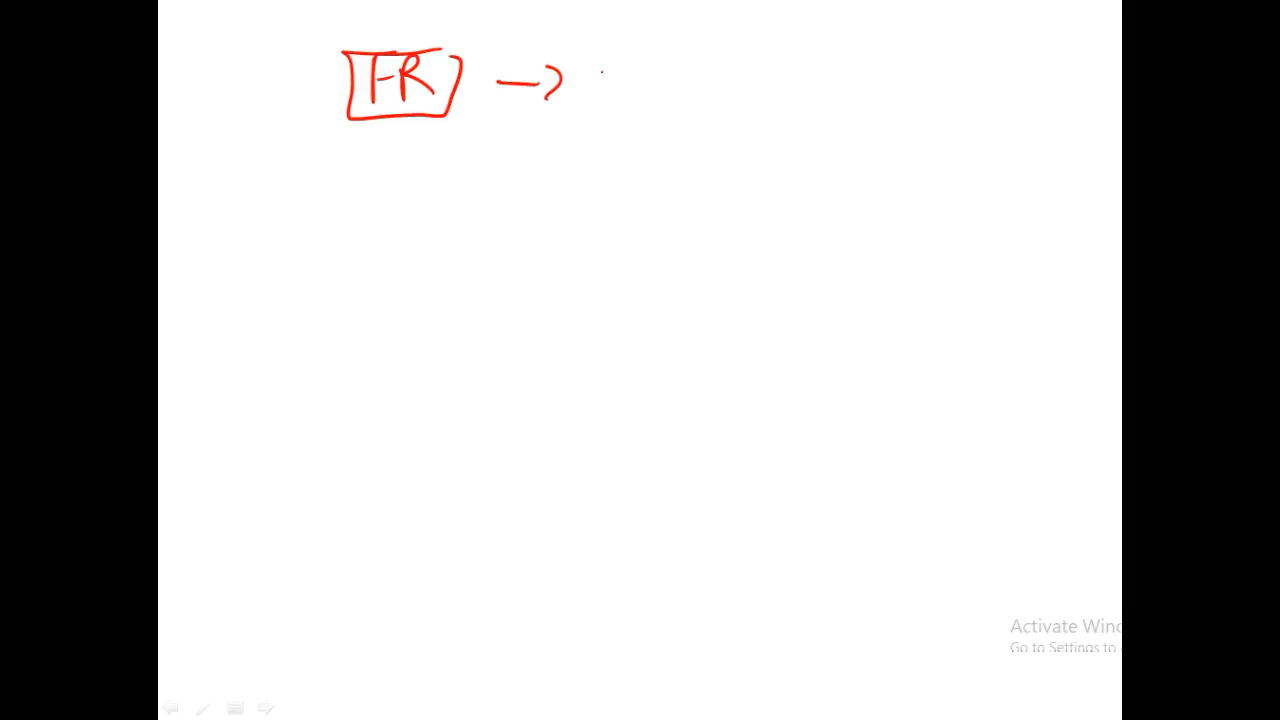 FR →
Activate Wind
Go to Settings to